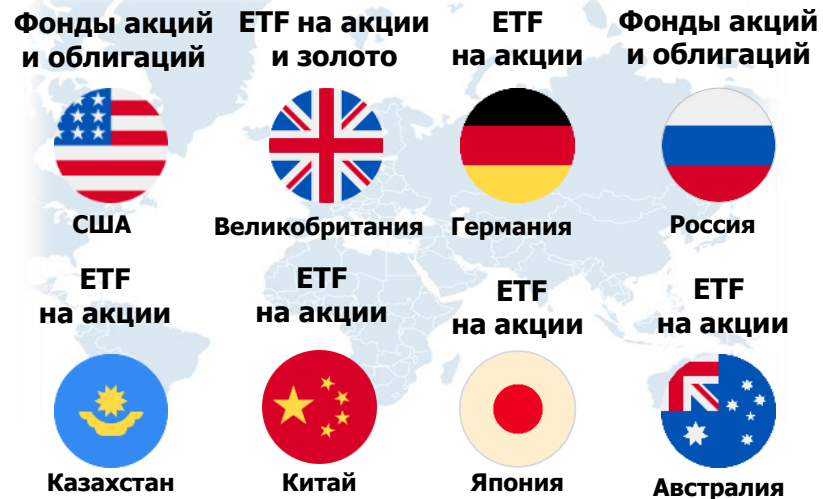 Фонды акций
и облигаций
США
ETF на акции
и золото
Великобритания
ETF
на акции
Германия
Фонды акций
и облигаций
Россия
ETF
на акции
Казахстан
ETF
на акции
Китай
ETF
на акции
Япония
ETF
на акции
Австралия